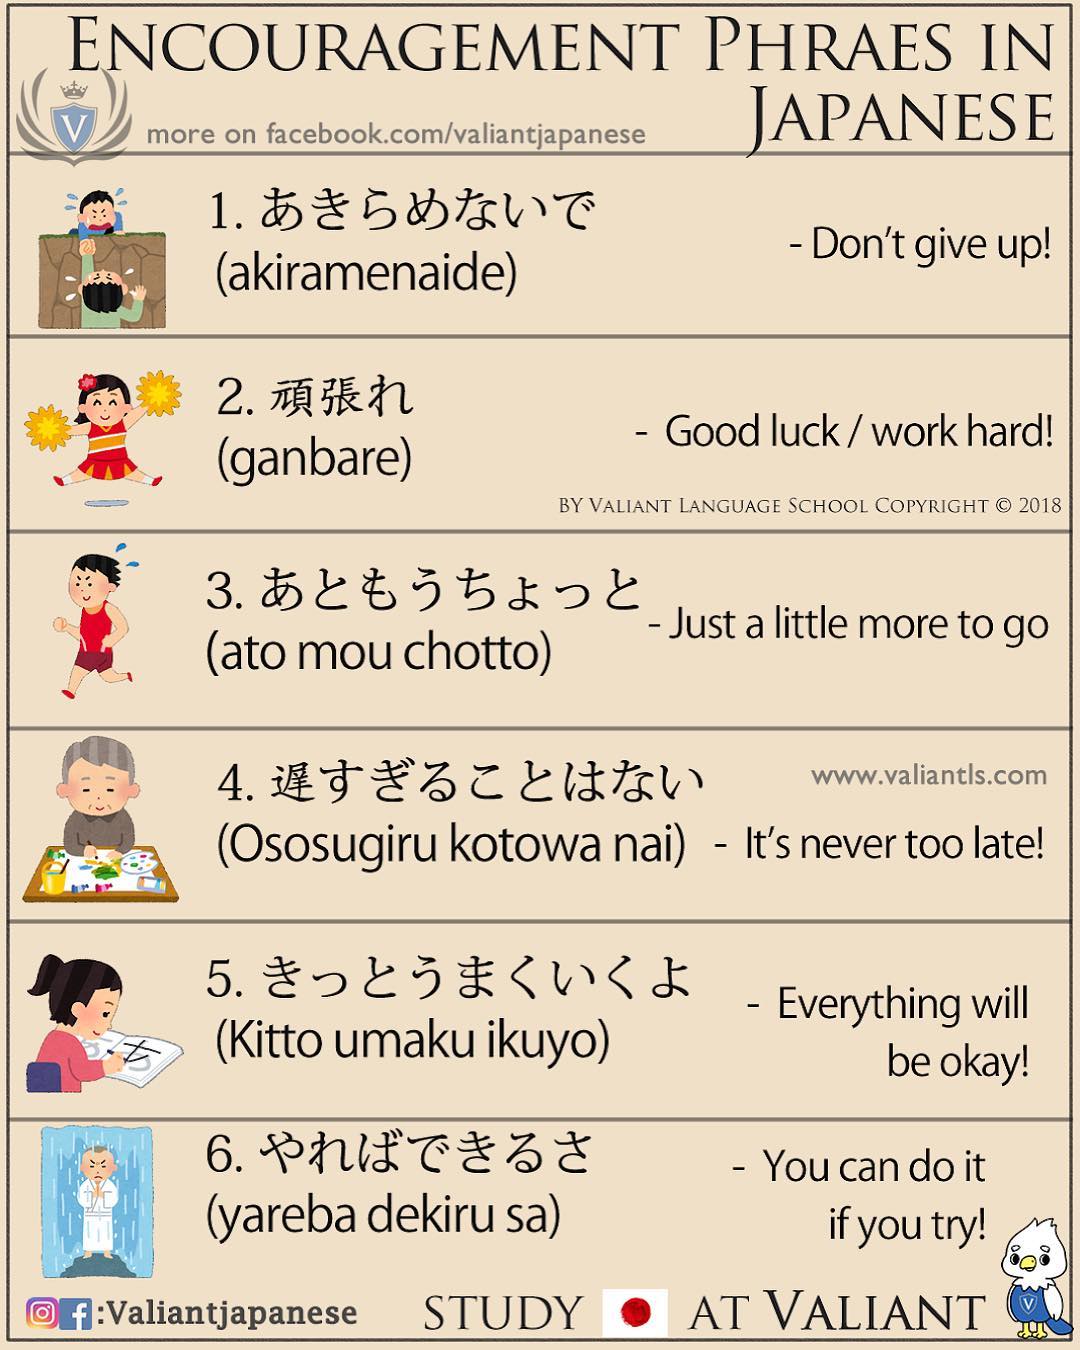 ENCOURAGEMENT PHRAES IN
JAPANESE
V
more on facebook.com/valiantjapanese
1. あきらめないで
(akiramenaide)
- Don't give up!
2. 頑張れ
(ganbare)
- Good luck / work hard!
BY VALIANT LANGUAGE SCHOOL COPYRIGHT © 2018
3. あともうちょっと
(ato mou chotto)
- Just a little more to go
4. 遅すぎることはない
(Ososugiru kotowa nai)
www.valiantls.com
- It's never too late!
5. きっとうまくいくよ
(Kitto umaku ikuyo)
- Everything will
be okay!
6. やればできるさ
(yareba dekiru sa)
- You can do it
if you try!
:Valiantjapanese
STUDY AT VALIANT
V